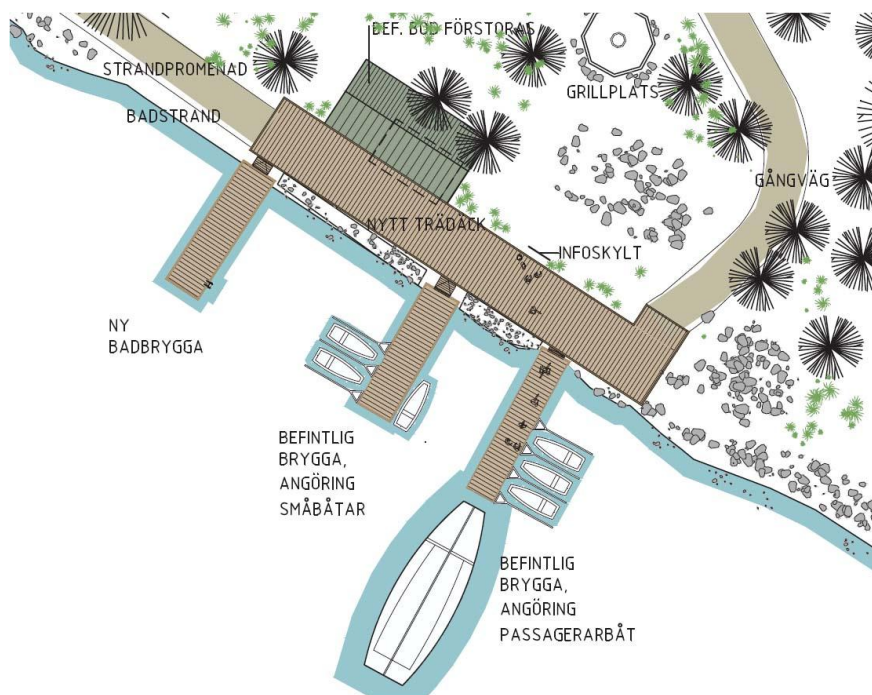 BEF. BOD FÖRSTORAS
STRANDPROMENAD
GRILLPLATS
BADSTRAND
GÅNGVÄG
NYTT TRÄDÄCK
INFOSKYLT
NY
BADBRYGGA
BEFINTLIG
BRYGGA,
ANGÖRING
SMÅBÅTAR
BEFINTLIG
BRYGGA,
ANGÖRING
PASSAGERARBÅT